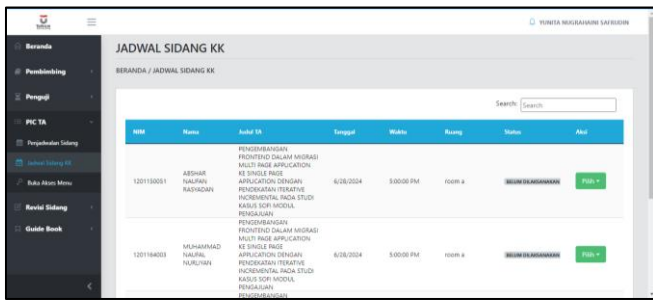 YUNITA NUGRAHAINI SAFRUDIN
Beranda
Pembimbing
Penguji
PIC TA
Penjadwalan Sidang
Jadwal Sidang KK
Buka Akses Menu
Revisi Sidang
Guide Book
JADWAL SIDANG KK
BERANDA / JADWAL SIDANG KK
Search: Search
NIM Nama Judul TA Tanggal Waktu Ruang Status Aksi
PENGEMBANGAN
FRONTEND DALAM MIGRASI
MULTI PAGE APPLICATION
KE SINGLE PAGE
APPLICATION DENGAN
PENDEKATAN ITERATIVE
INCREMENTAL PADA STUDI
KASUS SOFI MODUL
PENGAJUAN
1201150051
ABSHAR
NAUFAN
RASYADAN
6/28/2024 5:00:00 PM room a BELUM DILAKSANAKAN Pilih
PENGEMBANGAN
FRONTEND DALAM MIGRASI
MULTI PAGE APPLICATION
KE SINGLE PAGE
APPLICATION DENGAN
PENDEKATAN ITERATIVE
INCREMENTAL PADA STUDI
KASUS SOFI MODUL
PENGAJUAN
1201164003
MUHAMMAD
NAUFAL
NURLIYAN
6/28/2024 5:00:00 PM room a BELUM DILAKSANAKAN Pilih
PENGEMBANGAN